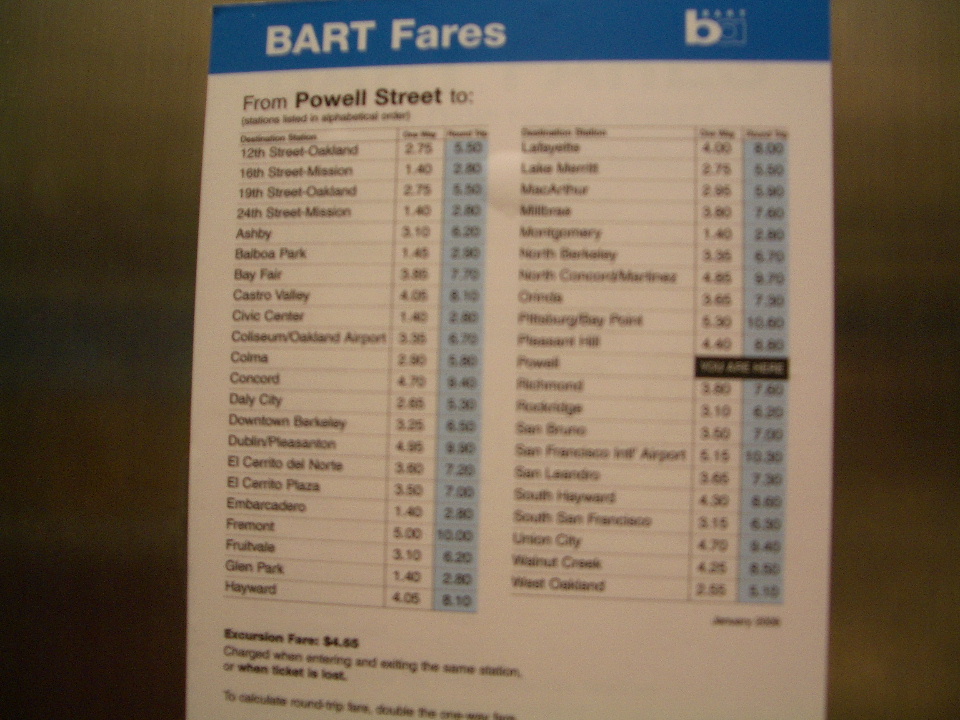 BART Fares
BART
ba
From Powell Street to:
(stations listed in alphabetical order)
Destination Station One Way Round Trip
12th Street-Oakland 2.75 5.50
16th Street-Mission 1.40 2.80
19th Street-Oakland 2.75 5.50
24th Street-Mission 1.40 2.80
Ashby 3.10 6.20
Balboa Park 1.45 2.90
Bay Fair 3.85 7.70
Castro Valley 4.05 8.10
Civic Center 1.40 2.80
Coliseum/Oakland Airport 3.35 6.70
Colma 2.90 5.80
Concord 4.70 9.40
Daly City 2.65 5.30
Downtown Berkeley 3.25 6.50
Dublin/Pleasanton 4.95 9.90
El Cerrito del Norte 3.60 7.20
El Cerrito Plaza 3.50 7.00
Embarcadero 1.40 2.80
Fremont 5.00 10.00
Fruitvale 3.10 6.20
Glen Park 1.40 2.80
Hayward 4.05 8.10
Destination Station One Way Round Trip
Lafayette 4.00 8.00
Lake Merritt 2.75 5.50
MacArthur 2.95 5.90
Millbrae 3.80 7.60
Montgomery 1.40 2.80
North Berkeley 3.35 6.70
North Concord/Martinez 4.85 9.70
Orinda 3.65 7.30
Pittsburg/Bay Point 5.30 10.60
Pleasant Hill 4.40 8.80
Powell YOU ARE HERE
Richmond 3.80 7.60
Rockridge 3.10 6.20
San Bruno 3.50 7.00
San Francisco Intl' Airport 5.15 10.30
San Leandro 3.65 7.30
South Hayward 4.30 8.60
South San Francisco 3.15 6.30
Union City 4.70 9.40
Walnut Creek 4.25 8.50
West Oakland 2.55 5.10
January
Excursion Fare: $4.65
Charged when entering and exiting the same station,
or when ticket is lost.
To calculate round-trip fare, double the one-way fare.